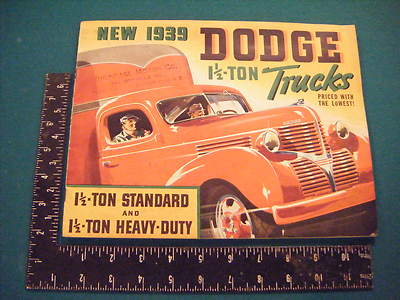 NEW 1939 DODGE
1½-TON Trucks
PRICED WITH
THE LOWEST!
1½-TON STANDARD
AND
1½-TON HEAVY-DUTY